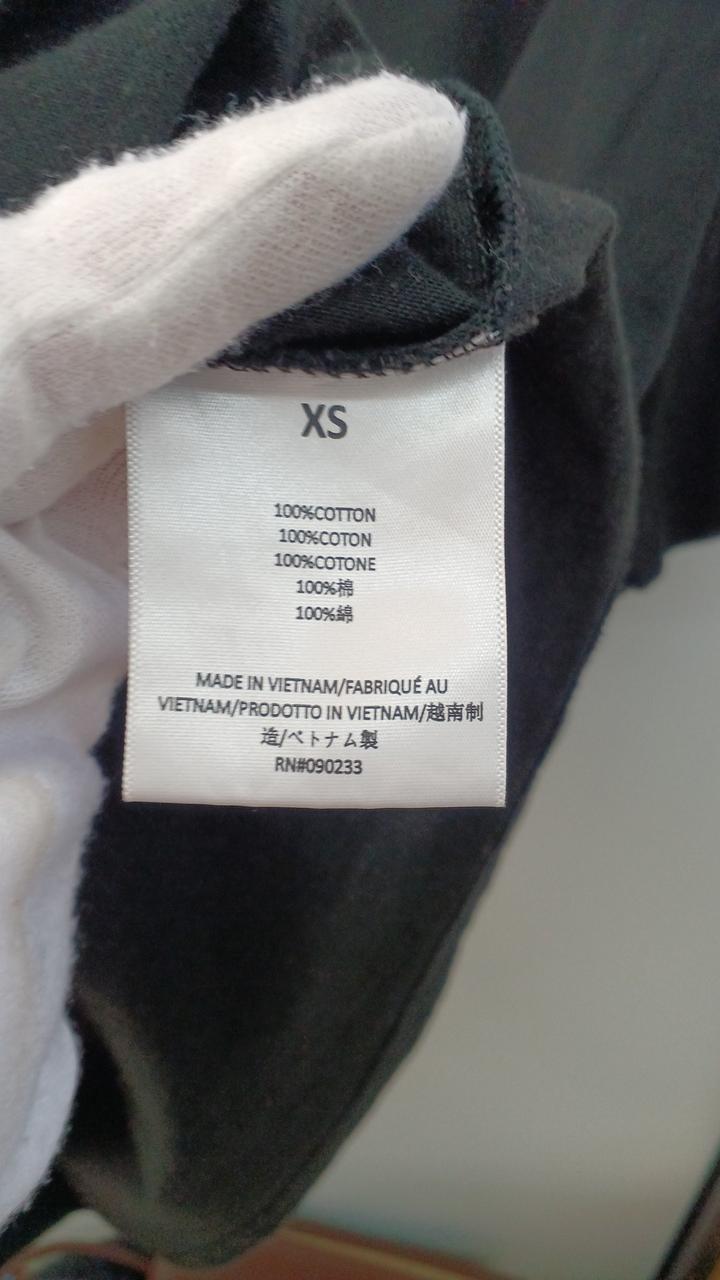 XS
100%COTTON
100%COTON
100%COTONE
100%棉
100%綿
MADE IN VIETNAM/FABRIQUÉ AU
VIETNAM/PRODOTTO IN VIETNAM/越南制
造/ベトナム製
RN#090233